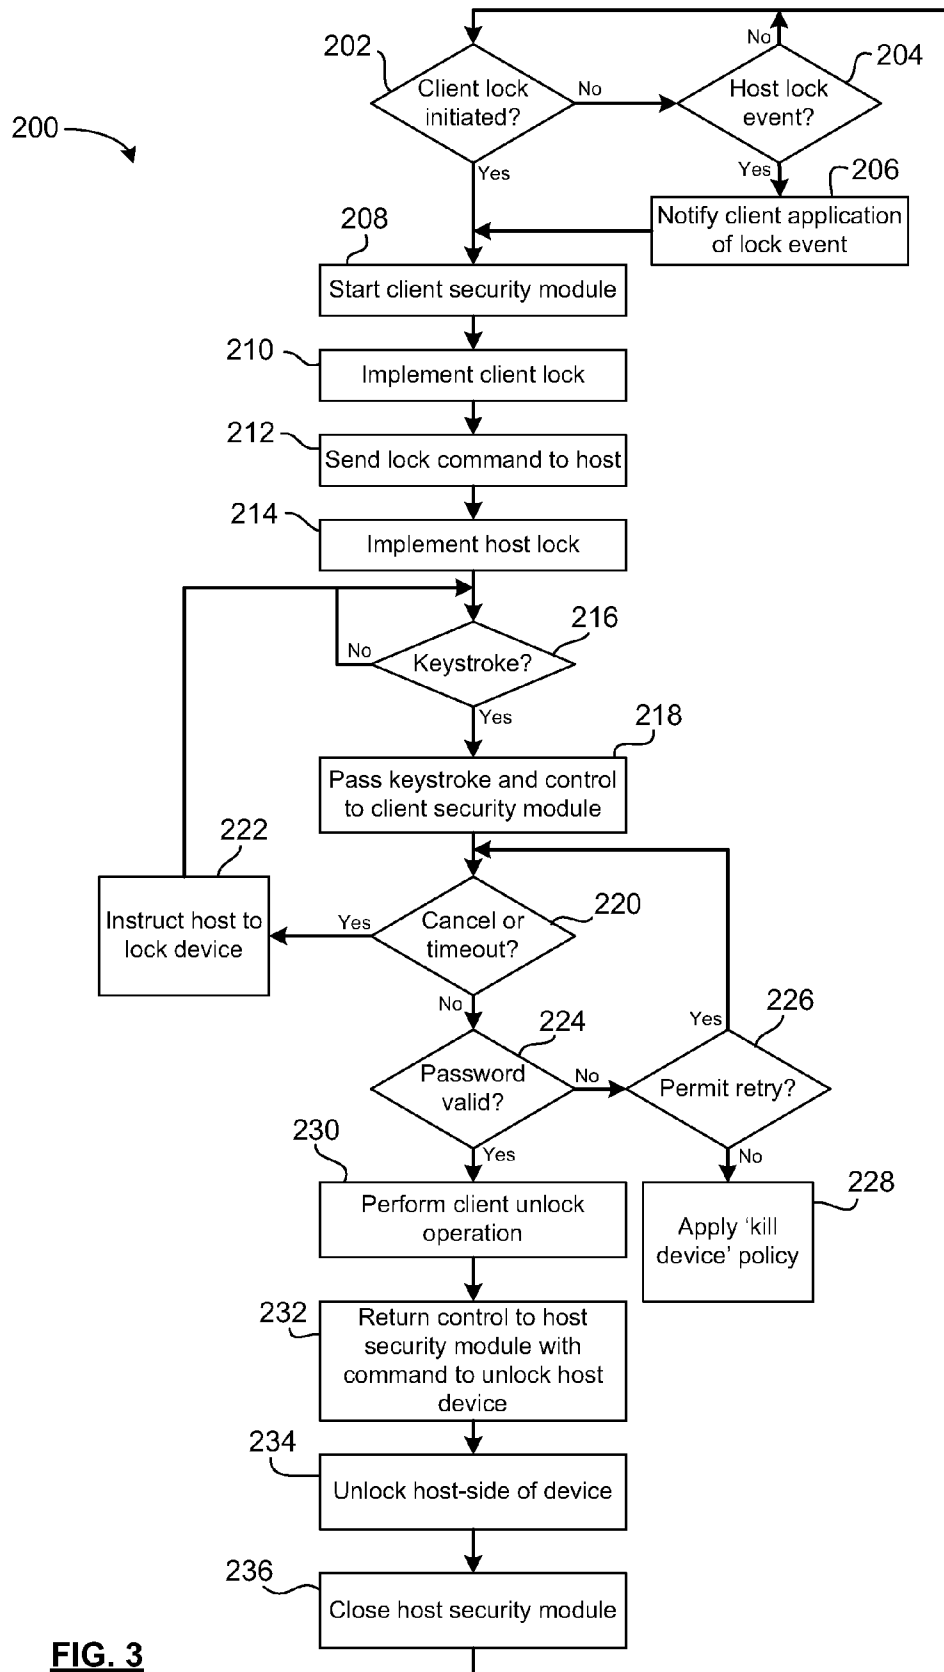 202
Client lock
initiated?
No
Yes
No
204
Host lock
event?
Yes
200
206
Notify client application
of lock event
208
Start client security module
210
Implement client lock
212
Send lock command to host
214
Implement host lock
216
No
Keystroke?
Yes
218
Pass keystroke and control
to client security module
222
Instruct host to
lock device
Yes
Cancel or
timeout?
220
No
224
Password
valid?
No
Yes
226
Yes
Permit retry?
No
228
Apply ‘kill
device’ policy
230
Perform client unlock
operation
232
Return control to host
security module with
command to unlock host
device
234
Unlock host-side of device
236
Close host security module
FIG. 3